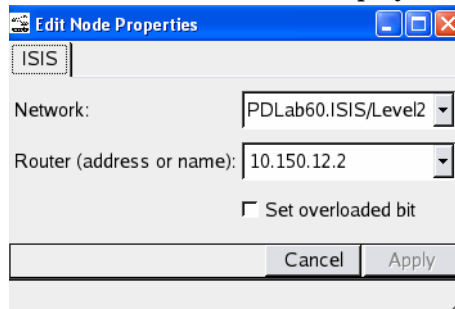 Edit Node Properties
ISIS
Network: PDLab60.ISIS/Level2
Router (address or name): 10.150.12.2
Set overloaded bit
Cancel Apply